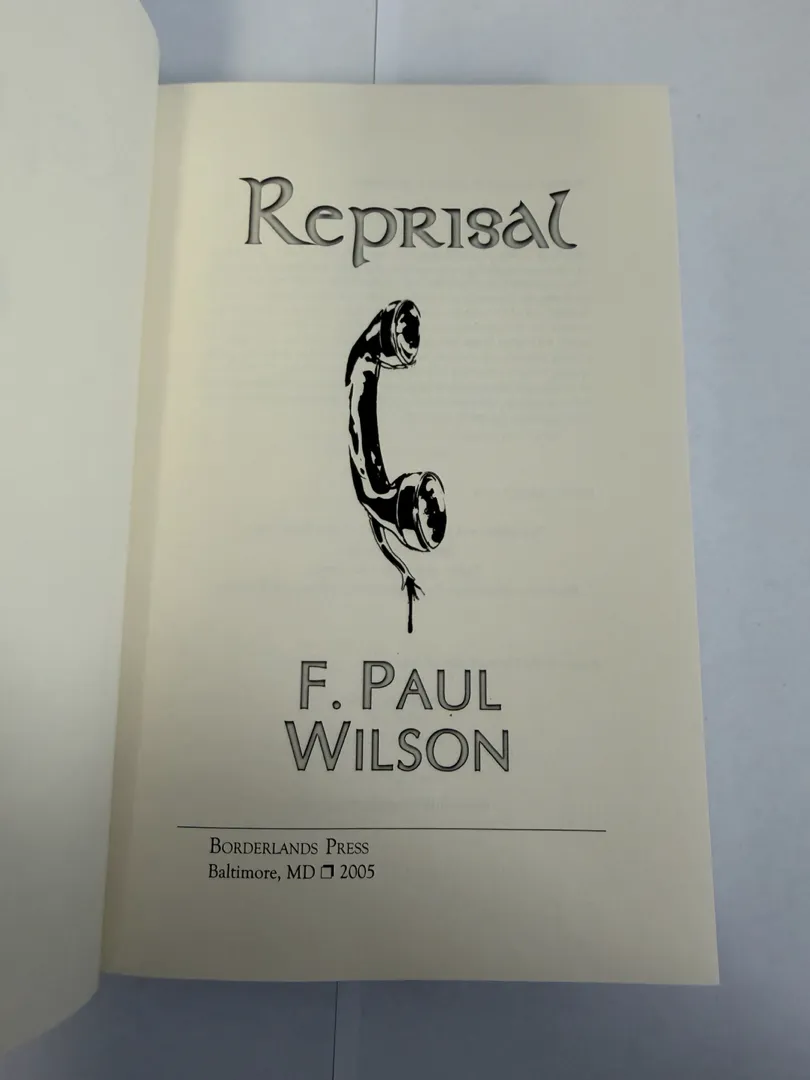 Reprisal
F. PAUL
WILSON
BORDERLANDS PRESS
Baltimore, MD ❒ 2005